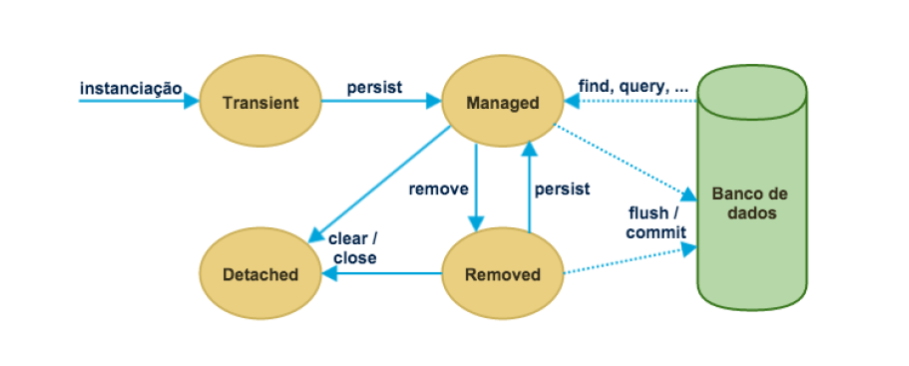 instanciação
Transient
persist
Managed
find, query, ...
remove
persist
Banco de
dados
flush /
commit
clear /
close
Detached
Removed